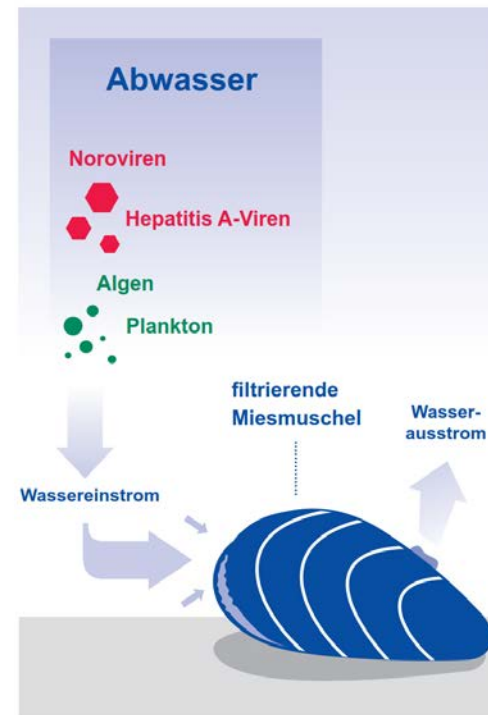 Abwasser
Noroviren
Hepatitis A-Viren
Algen
Plankton
filtrierende
Miesmuschel
Wasser-
ausstrom
Wassereinstrom